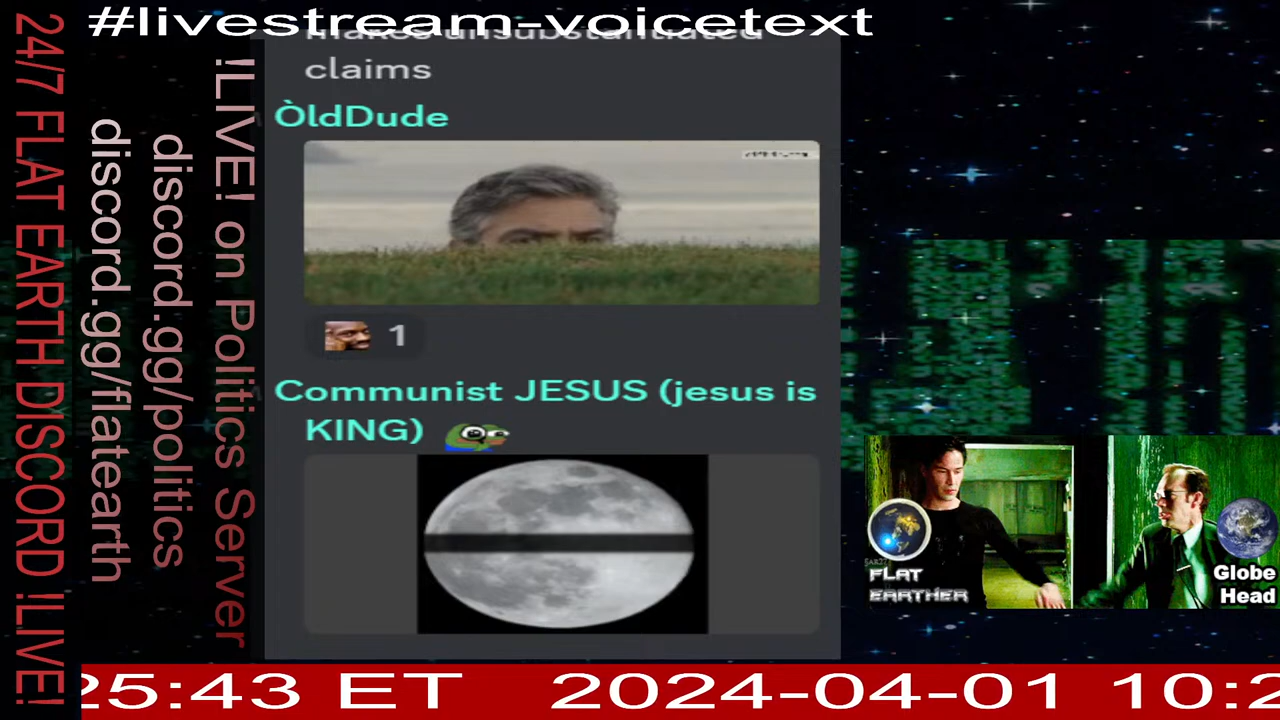 #livestream-voicetext
24/7 FLAT EARTH DISCORD !LIVE!
discord.gg/flatearth
discord.gg/politics
!LIVE! on Politics Server
makes unsubstantiated
claims
ÒldDude
1
Communist JESUS (jesus is
KING)
FLAT
EARTHER
Globe
Head
25:43 ET 2024-04-01 10:2